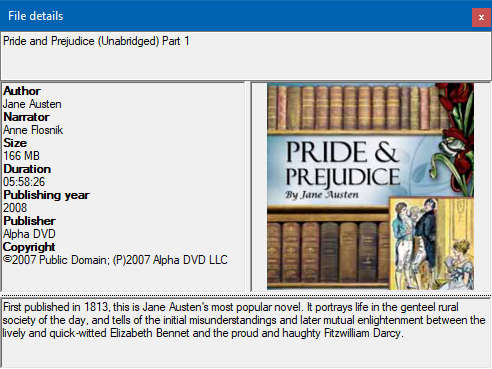 File details
x
Pride and Prejudice (Unabridged) Part 1
Author
Jane Austen
Narrator
Anne Flosnik
Size
166 MB
Duration
05:58:26
Publishing year
2008
Publisher
Alpha DVD
Copyright
©2007 Public Domain; (P)2007 Alpha DVD LLC
PRIDE &
PREJUDICE
By Jane Austen
First published in 1813, this is Jane Austen's most popular novel. It portrays life in the genteel rural
society of the day, and tells of the initial misunderstandings and later mutual enlightenment between the
lively and quick-witted Elizabeth Bennet and the proud and haughty Fitzwilliam Darcy.